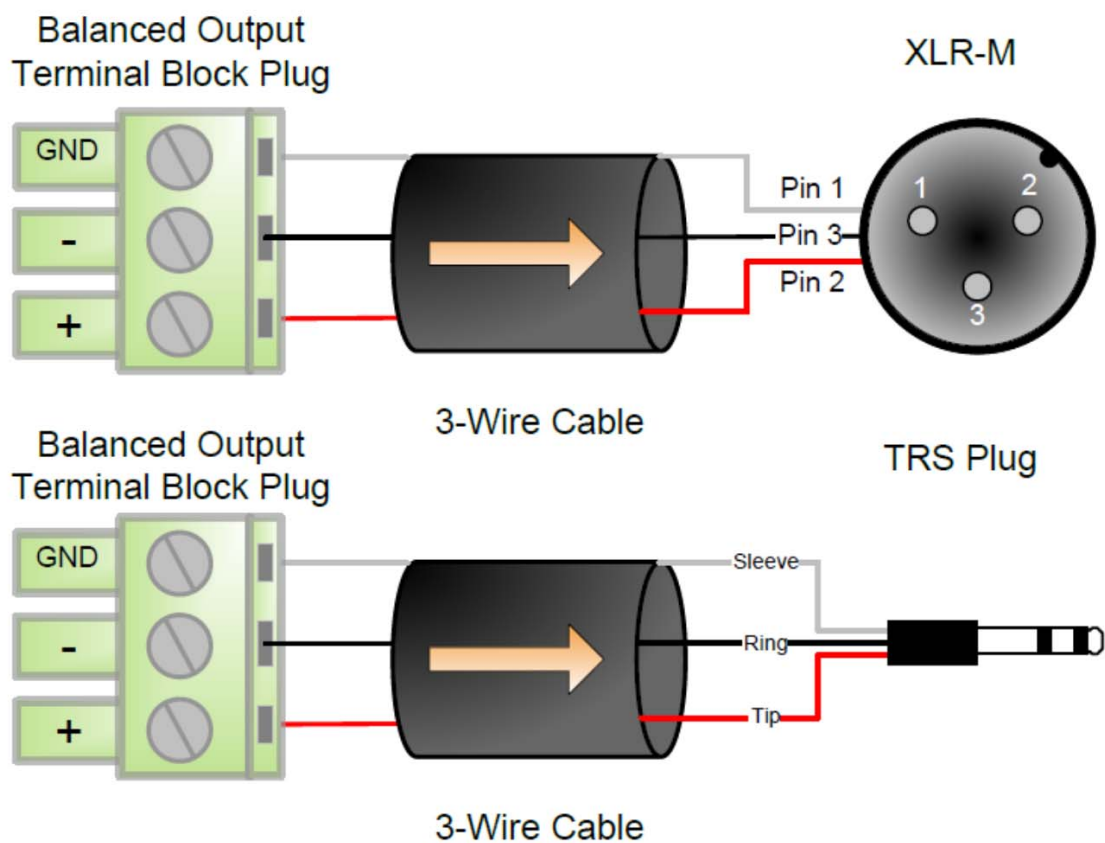 Balanced Output
Terminal Block Plug
XLR-M
GND
-
+
Pin 1
Pin 3
Pin 2
1
2
3
3-Wire Cable
Balanced Output
Terminal Block Plug
TRS Plug
GND
-
+
Sleeve
Ring
Tip
3-Wire Cable